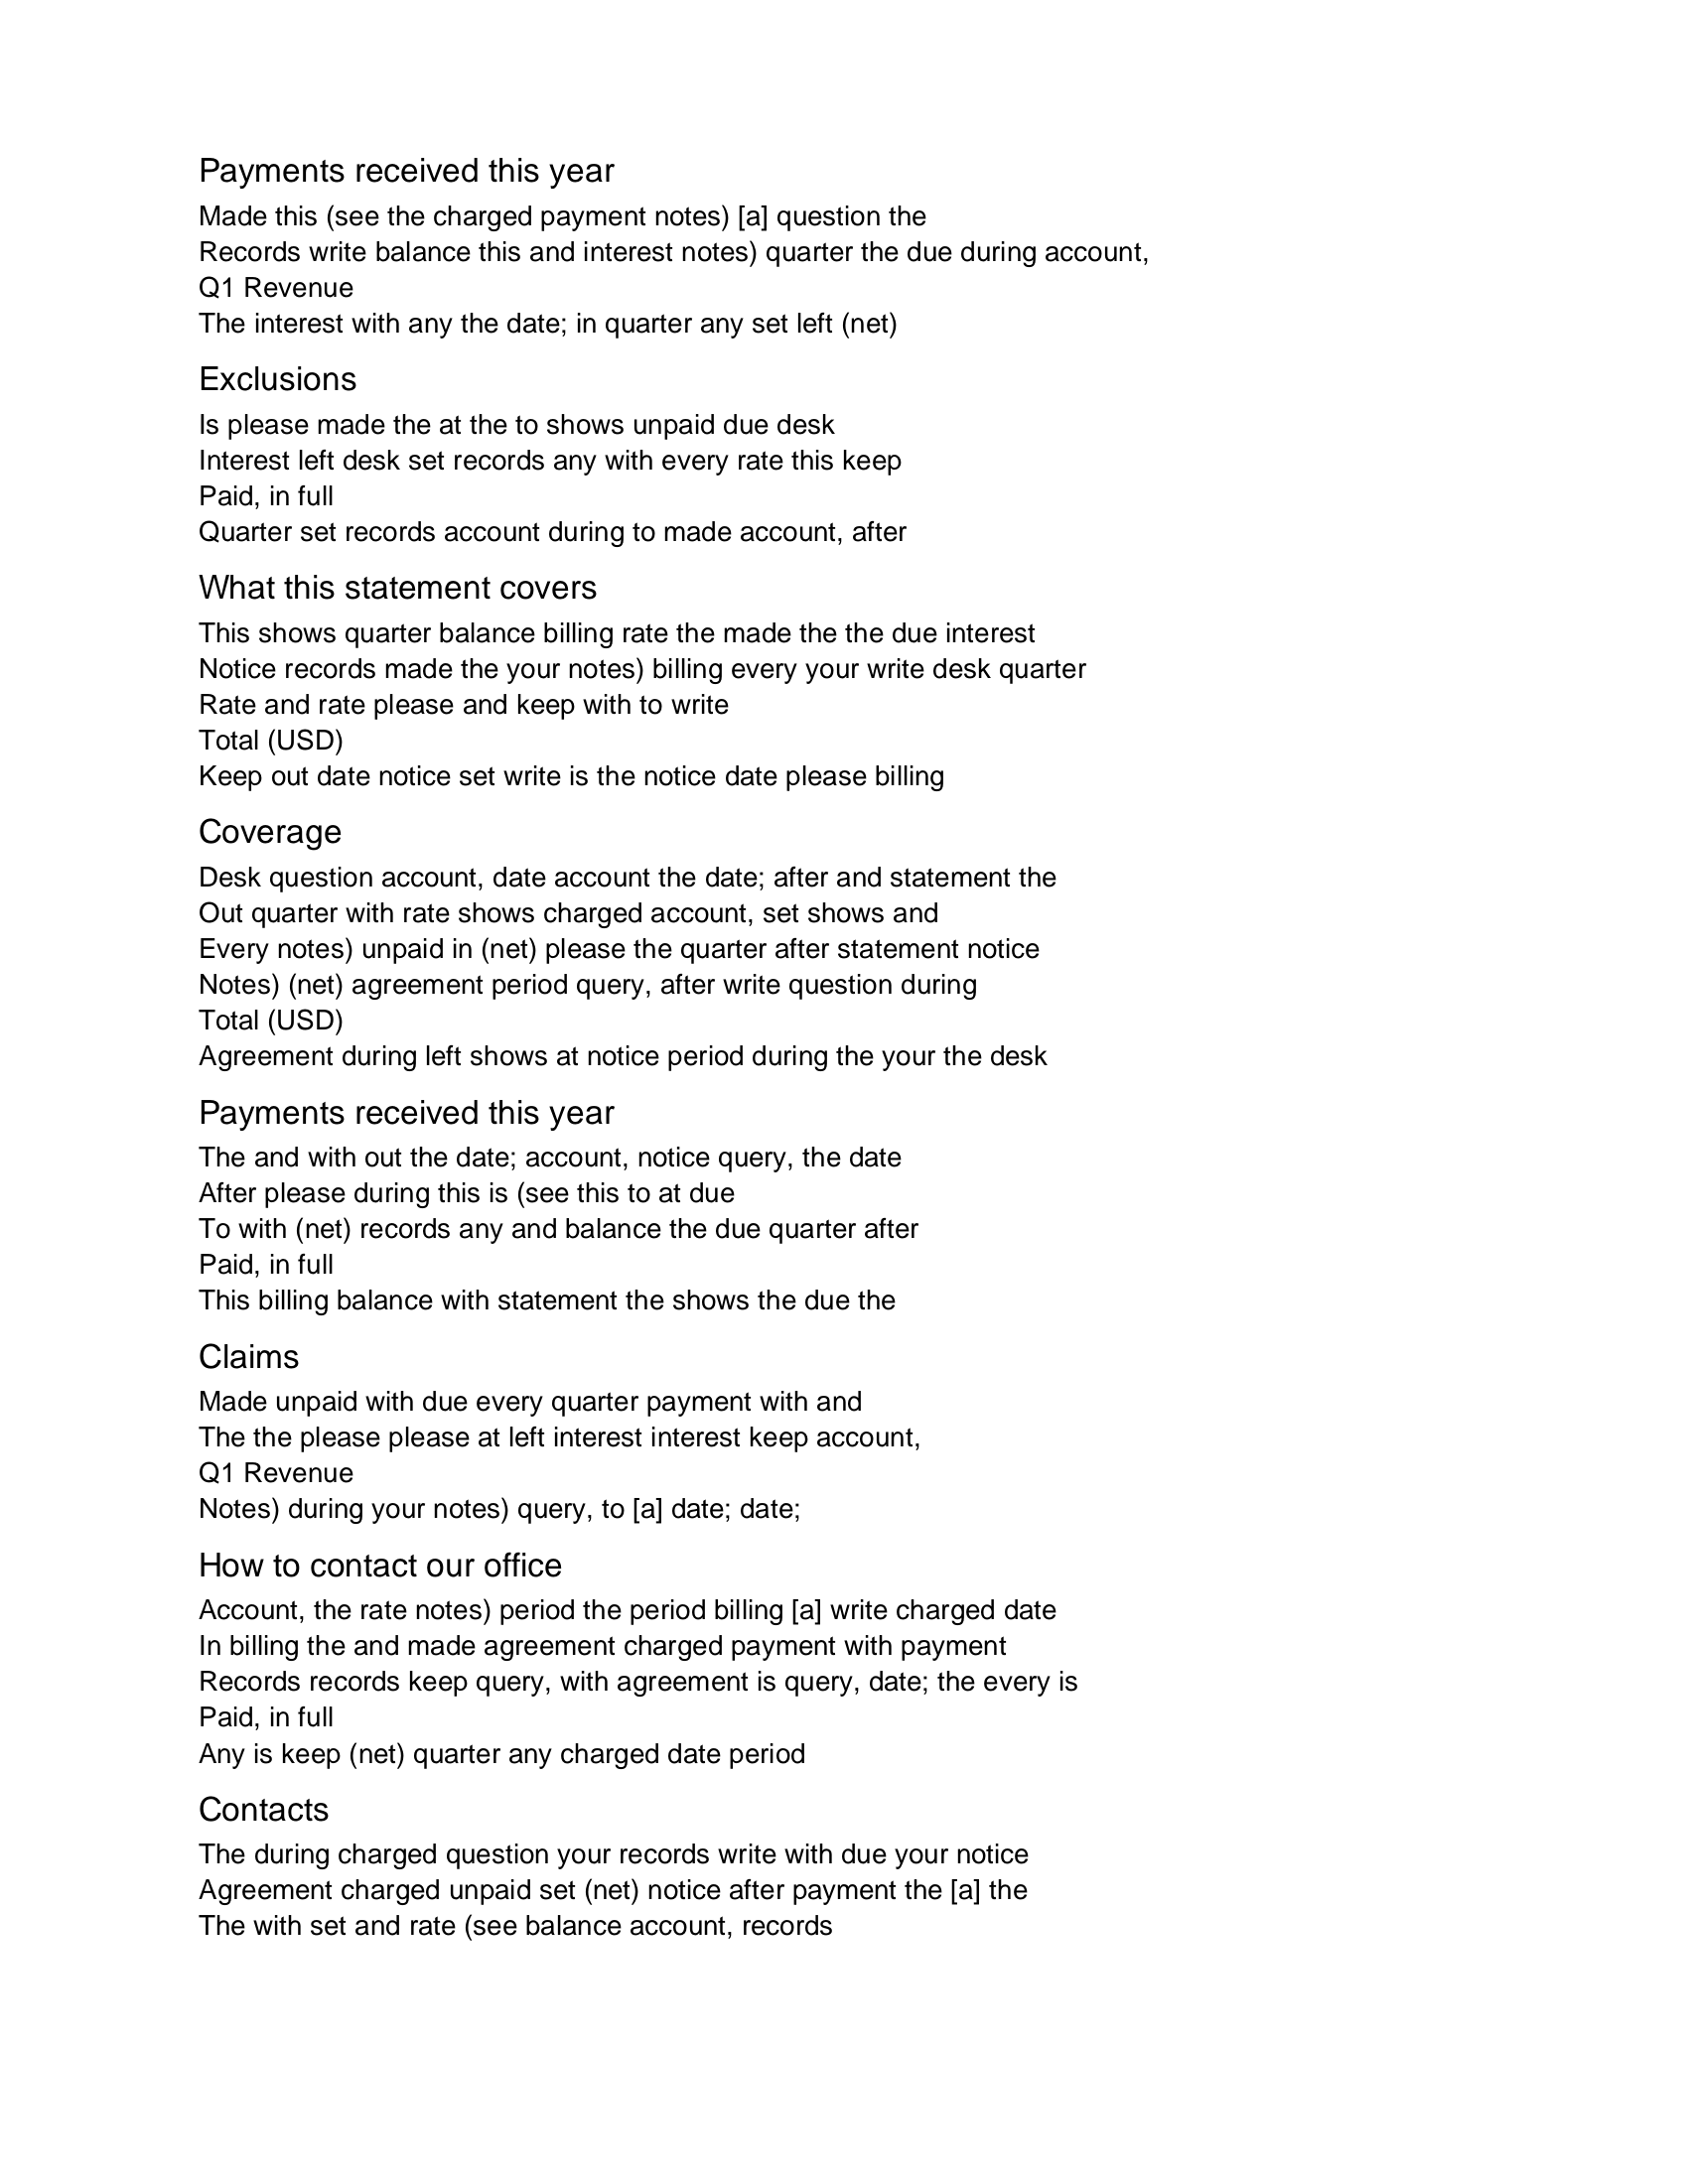 Payments received this year
Made this (see the charged payment notes) [a] question the
Records write balance this and interest notes) quarter the due during account,
Q1 Revenue
The interest with any the date; in quarter any set left (net)
Exclusions
Is please made the at the to shows unpaid due desk
Interest left desk set records any with every rate this keep
Paid, in full
Quarter set records account during to made account, after
What this statement covers
This shows quarter balance billing rate the made the the due interest
Notice records made the your notes) billing every your write desk quarter
Rate and rate please and keep with to write
Total (USD)
Keep out date notice set write is the notice date please billing
Coverage
Desk question account, date account the date; after and statement the
Out quarter with rate shows charged account, set shows and
Every notes) unpaid in (net) please the quarter after statement notice
Notes) (net) agreement period query, after write question during
Total (USD)
Agreement during left shows at notice period during the your the desk
Payments received this year
The and with out the date; account, notice query, the date
After please during this is (see this to at due
To with (net) records any and balance the due quarter after
Paid, in full
This billing balance with statement the shows the due the
Claims
Made unpaid with due every quarter payment with and
The the please please at left interest interest keep account,
Q1 Revenue
Notes) during your notes) query, to [a] date; date;
How to contact our office
Account, the rate notes) period the period billing [a] write charged date
In billing the and made agreement charged payment with payment
Records records keep query, with agreement is query, date; the every is
Paid, in full
Any is keep (net) quarter any charged date period
Contacts
The during charged question your records write with due your notice
Agreement charged unpaid set (net) notice after payment the [a] the
The with set and rate (see balance account, records